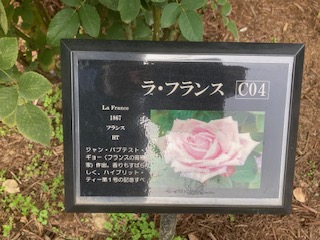 ラ・フランス C04
La France
1867
フランス
HT
ジャン・バプテスト・
ギョー(フランスの育種
家)作出。香りもすばら
しく、ハイブリット・
ティー第1号の記念すべ